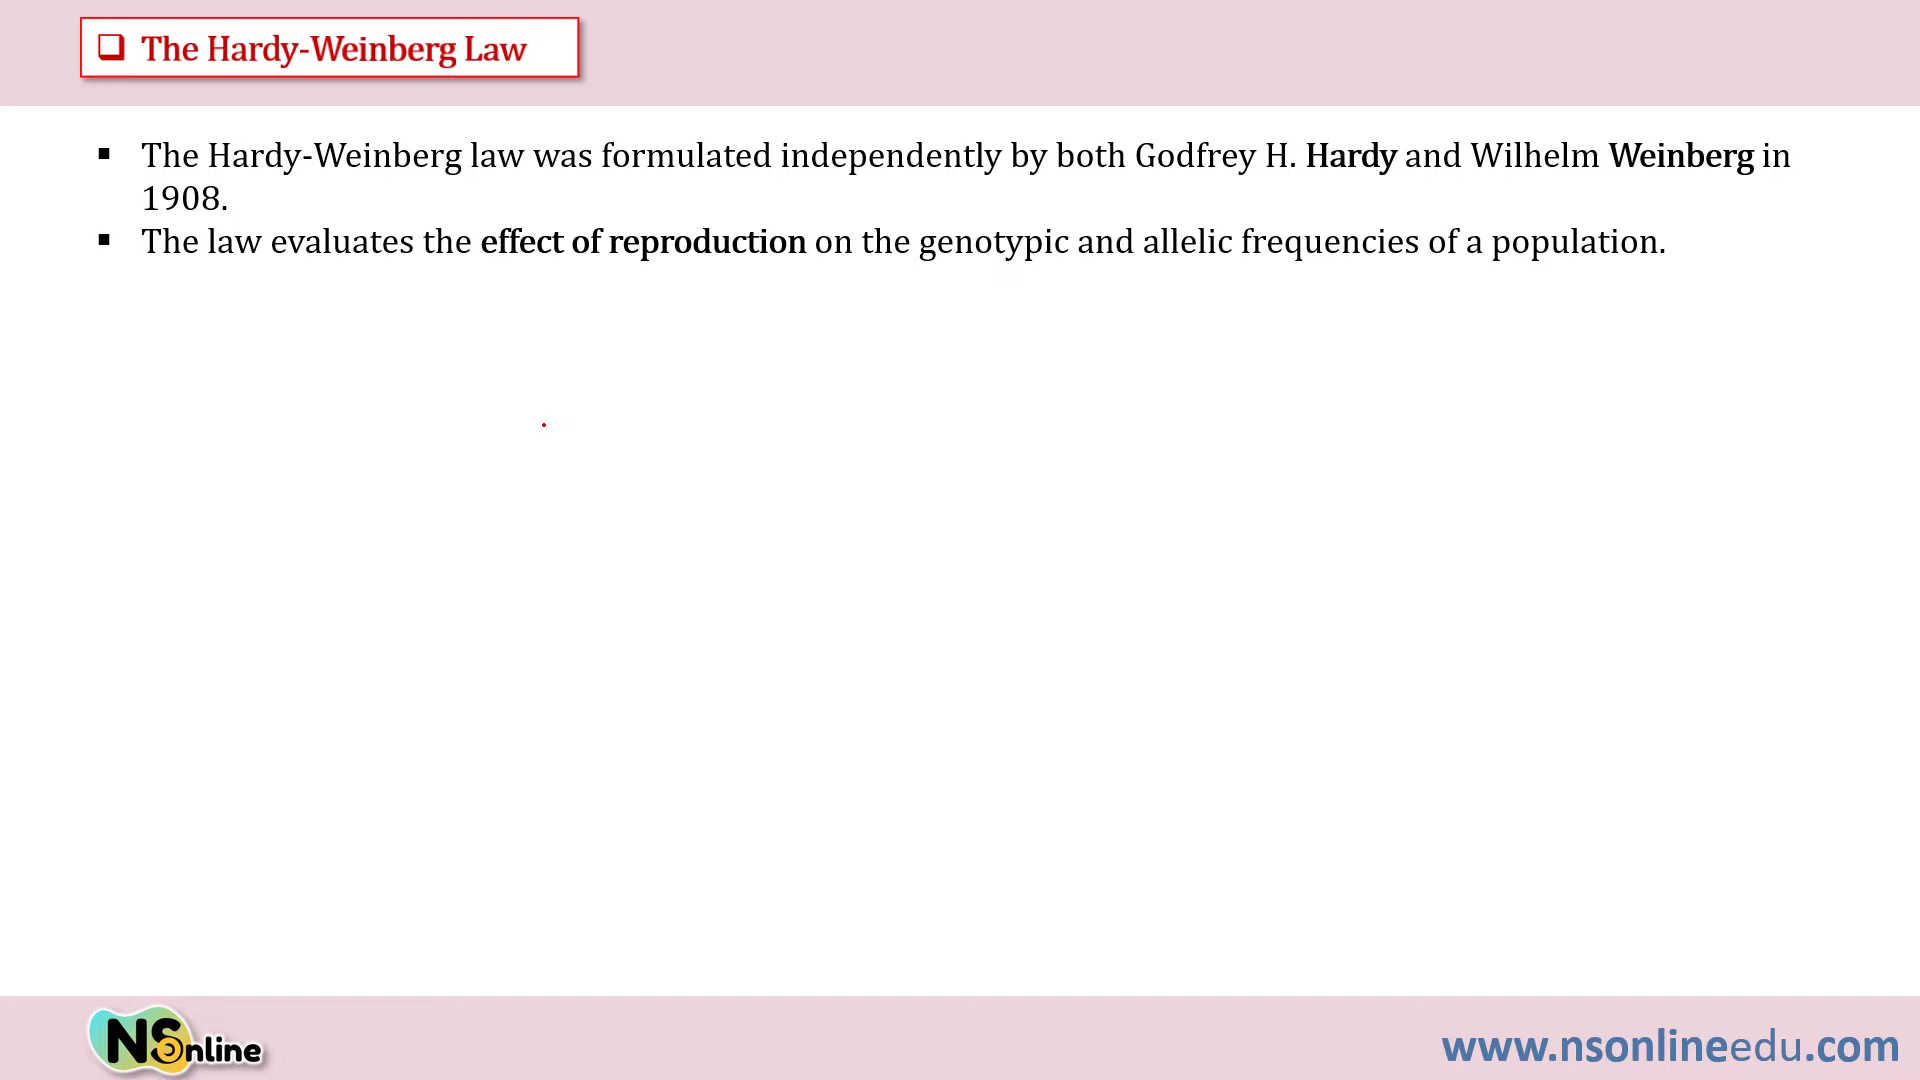 The Hardy-Weinberg Law
The Hardy-Weinberg law was formulated independently by both Godfrey H. Hardy and Wilhelm Weinberg in
1908.
The law evaluates the effect of reproduction on the genotypic and allelic frequencies of a population.
NSOnline
www.nsonlineedu.com